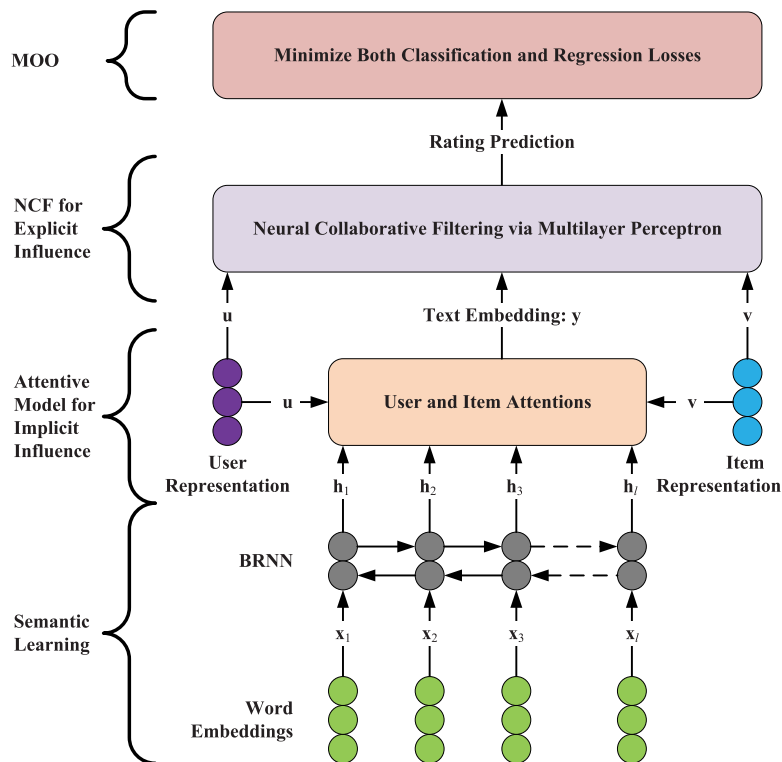 MOO
Minimize Both Classification and Regression Losses
Rating Prediction
NCF for
Explicit
Influence
Neural Collaborative Filtering via Multilayer Perceptron
u
Text Embedding: y
v
Attentive
Model for
Implicit
Influence
u
User and Item Attentions
v
User
Representation
Item
Representation
h1
h2
h3
hl
BRNN
Semantic
Learning
x1
x2
x3
xl
Word
Embeddings